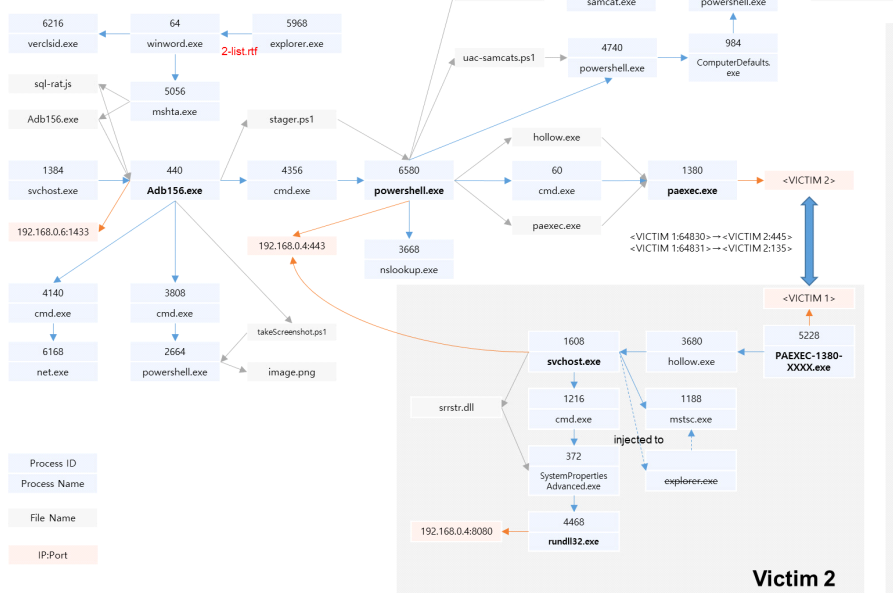 samcat.exe
powershell.exe
6216
verclsid.exe
64
winword.exe
2-list.rtf
5968
explorer.exe
uac-samcats.ps1
4740
powershell.exe
984
ComputerDefaults.
exe
sql-rat.js
Adb156.exe
5056
mshta.exe
stager.ps1
hollow.exe
1384
svchost.exe
440
Adb156.exe
4356
cmd.exe
6580
powershell.exe
60
cmd.exe
1380
paexec.exe
<VICTIM 2>
paexec.exe
192.168.0.6:1433
192.168.0.4:443
3668
nslookup.exe
<VICTIM 1:64830>→<VICTIM 2:445>
<VICTIM 1:64831>→<VICTIM 2:135>
4140
cmd.exe
3808
cmd.exe
takeScreenshot.ps1
6168
net.exe
2664
powershell.exe
image.png
<VICTIM 1>
1608
svchost.exe
3680
hollow.exe
5228
PAEXEC-1380-
XXXX.exe
srrstr.dll
1216
cmd.exe
1188
mstsc.exe
injected to
372
SystemProperties
Advanced.exe
explorer.exe
192.168.0.4:8080
4468
rundll32.exe
Process ID
Process Name
File Name
IP:Port
Victim 2